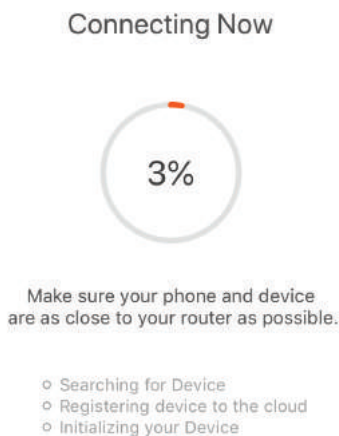 Connecting Now
3%
Make sure your phone and device
are as close to your router as possible.
Searching for Device
Registering device to the cloud
Initializing your Device